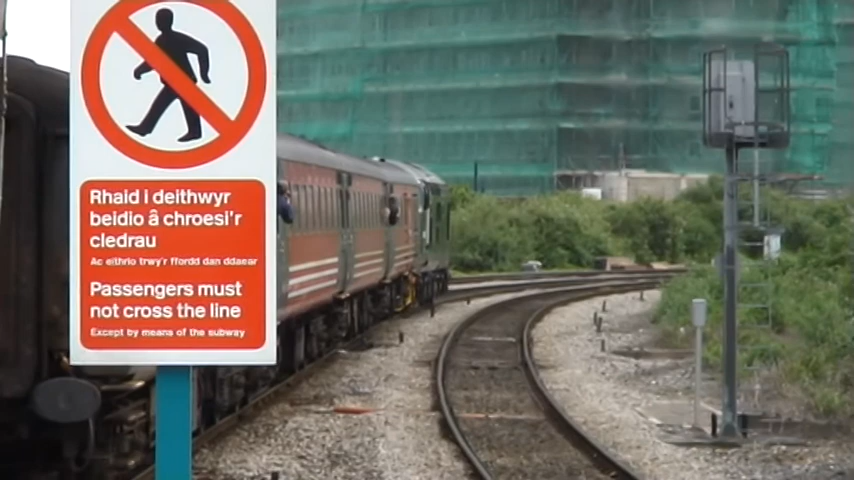 Rhaid i deithwyr
beidio â chroesi'r
cledrau
Ac eithrio trwy'r ffordd dan ddaear
Passengers must
not cross the line
Except by means of the subway